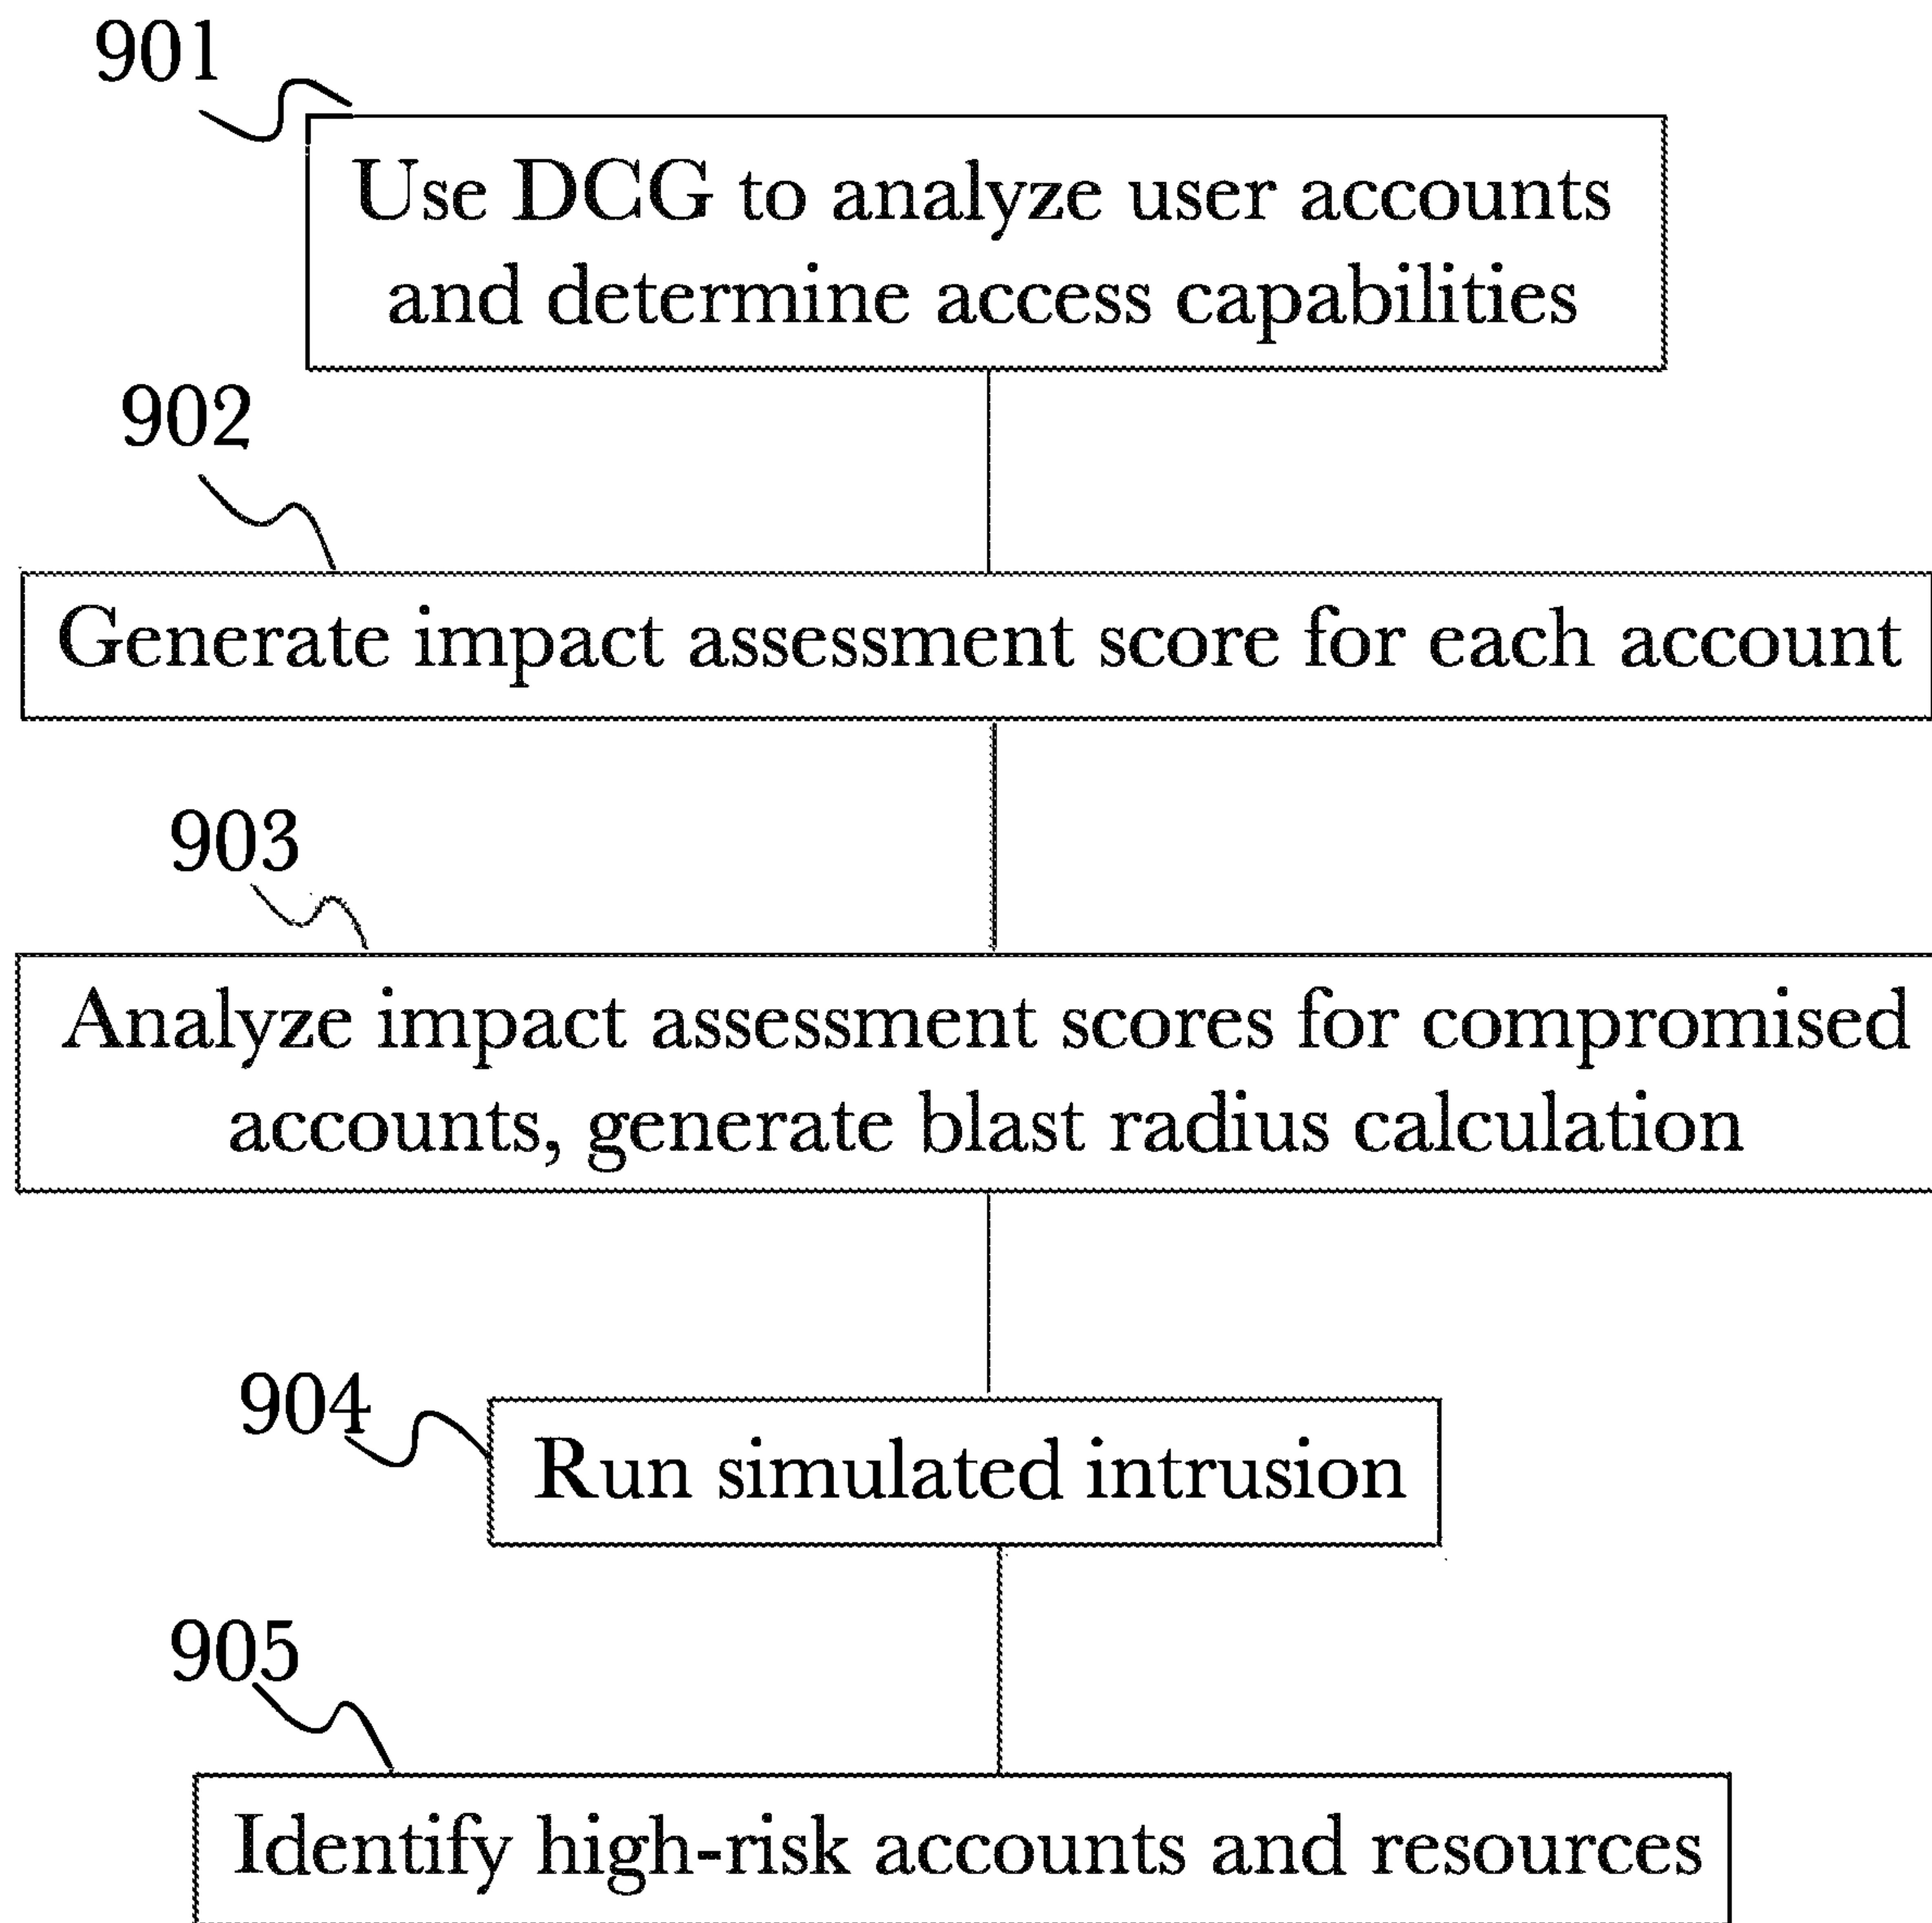 901
Use DCG to analyze user accounts
and determine access capabilities
902
Generate impact assessment score for each account
903
Analyze impact assessment scores for compromised
accounts, generate blast radius calculation
904
Run simulated intrusion
905
Identify high-risk accounts and resources